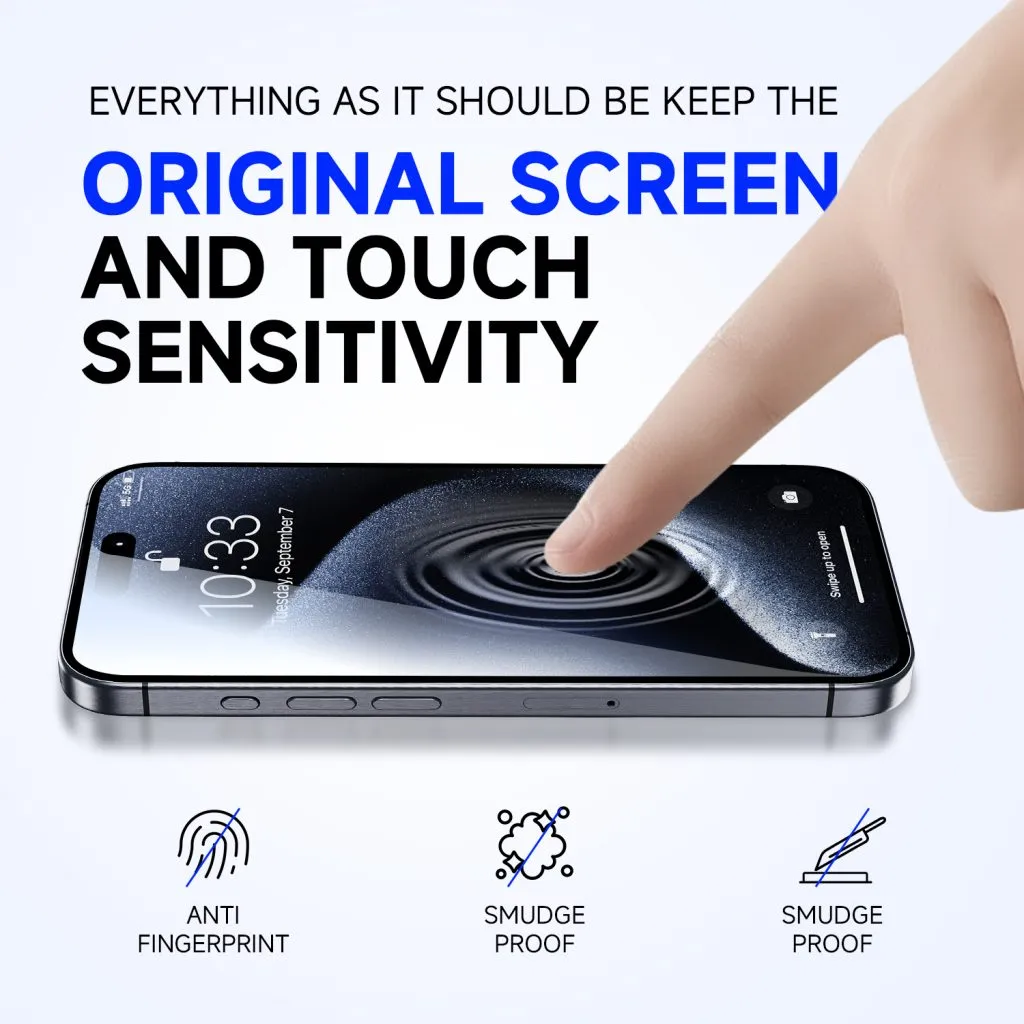 EVERYTHING AS IT SHOULD BE KEEP THE
ORIGINAL SCREEN
AND TOUCH
SENSITIVITY
5G
10:33
Tuesday, September 7
Swipe up to open
ANTI
FINGERPRINT
SMUDGE
PROOF
SMUDGE
PROOF